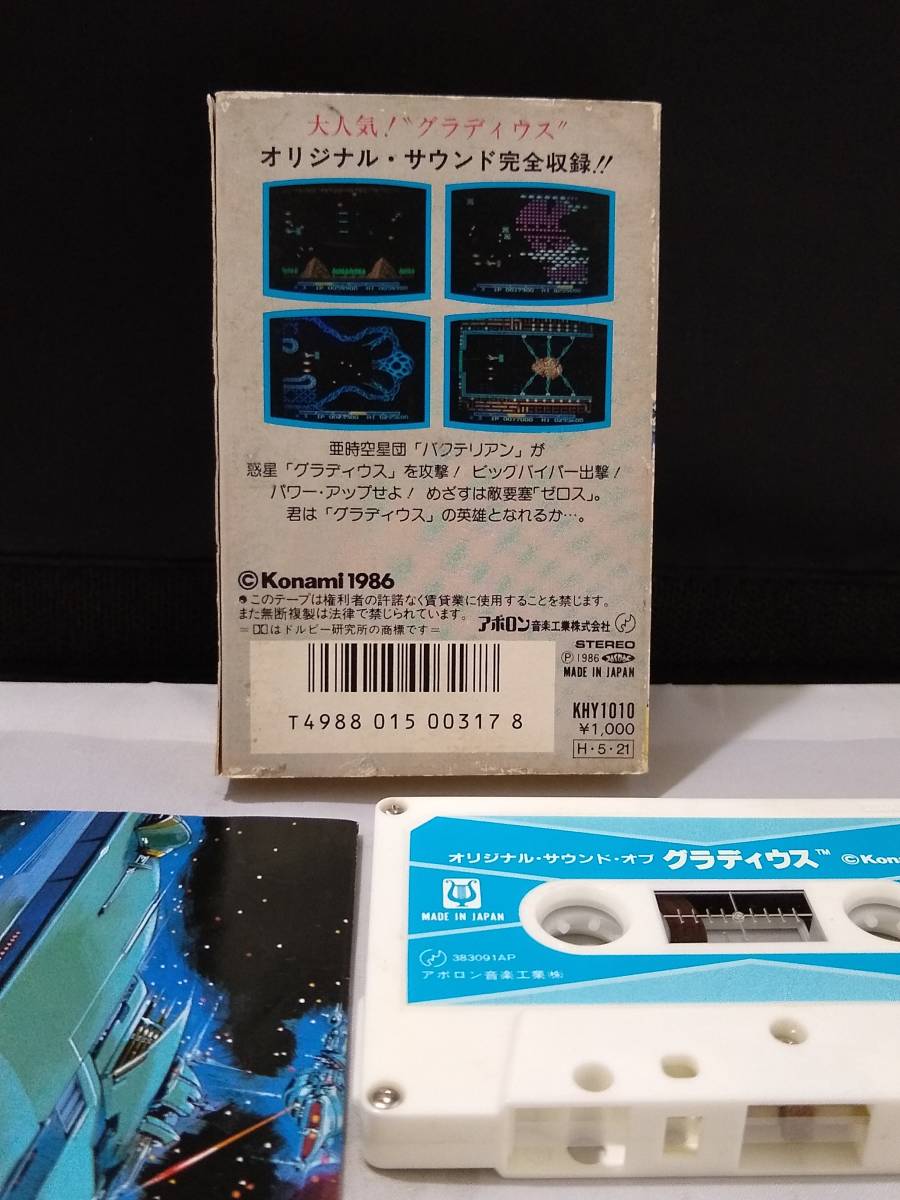 大人気!“グラディウス”
オリジナル・サウンド完全収録!!
亜時空星団「バクテリアン」が
惑星「グラディウス」を攻撃! ビッグバイパー出撃!
パワー・アップせよ! めざすは敵要塞「ゼロス」。
君は「グラディウス」の英雄となれるか…。
©Konami 1986
●このテープは権利者の許諾なく賃貸業に使用することを禁じます。
また無断複製は法律で禁じられています。
=DDはドルビー研究所の商標です= アポロン音楽工業株式会社
STEREO
Ⓟ1986
MADE IN JAPAN
T4988 015 00317 8
KHY1010
¥1,000
H・5・21
オリジナル・サウンド・オブ グラディウス™ ©Kona
MADE IN JAPAN
383091AP
アポロン音楽工業㈱